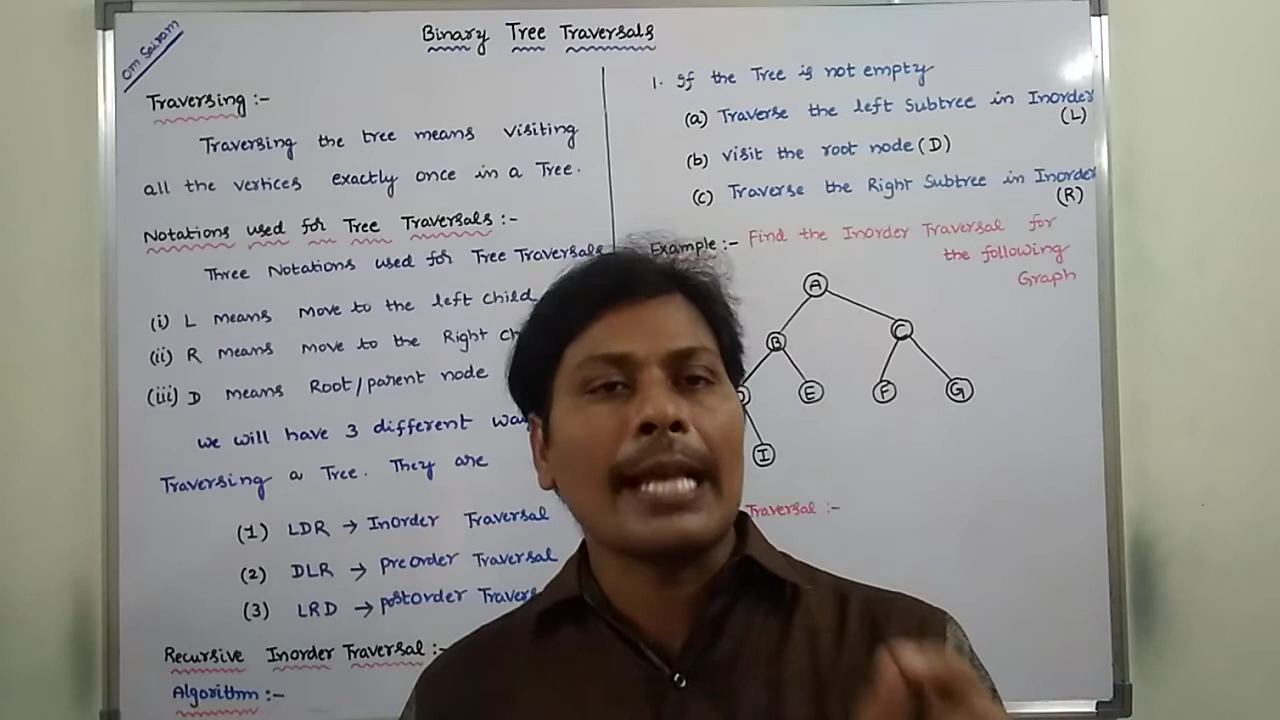 Om Sairam
Binary Tree Traversals
Traversing :-
Traversing the tree means visiting
all the vertices exactly once in a Tree.
Notations used for Tree Traversals :-
Three Notations used for Tree Traversals
(i) L means move to the left child
(ii) R means move to the Right
(iii) D means Root/parent node
we will have 3 different
Traversing a Tree. They are
(1) LDR → Inorder Traversal
(2) DLR → preorder Traversal
(3) LRD → postorder
Recursive Inorder Traversal :-
Algorithm :-
1. If the Tree is not empty
(a) Traverse the left Subtree in Inorder
(L)
(b) visit the root node (D)
(c) Traverse the Right Subtree in Inorder
(R)
Example :- Find the Inorder Traversal for
the following
Graph
A
B C
E F G
I
Traversal :-